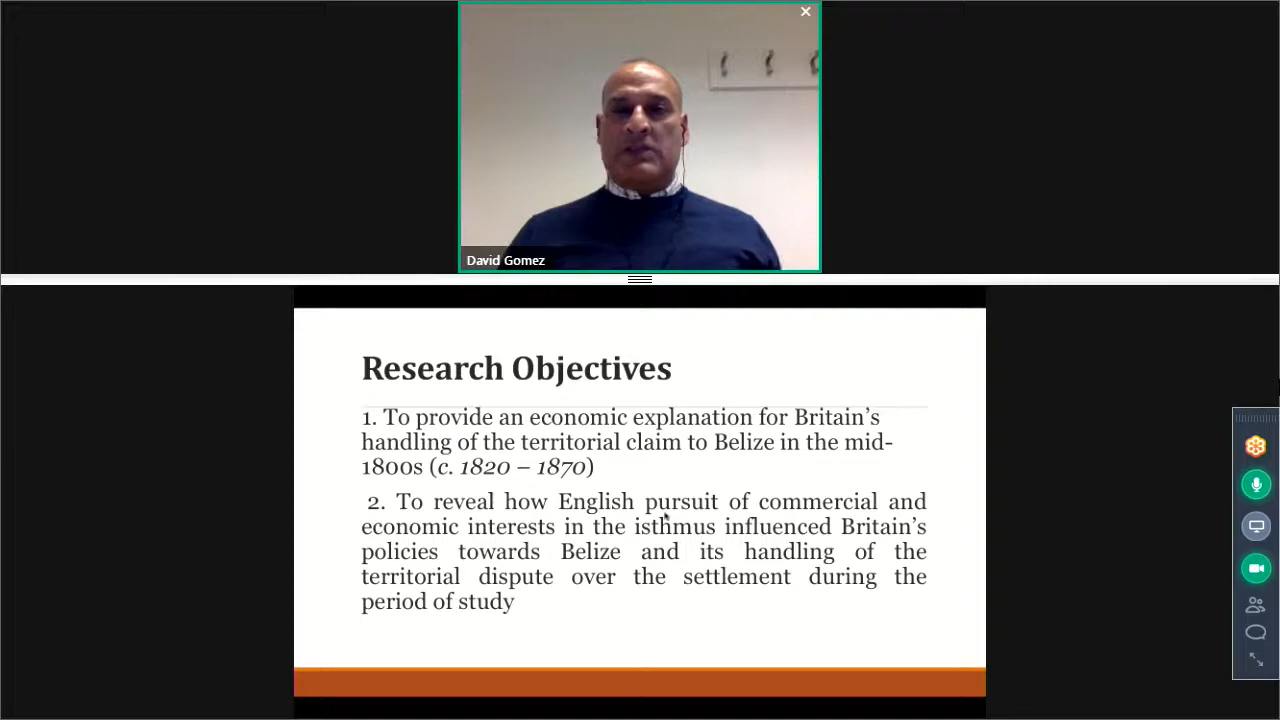 David Gomez
Research Objectives
1. To provide an economic explanation for Britain's
handling of the territorial claim to Belize in the mid-
1800s (c. 1820 – 1870)
2. To reveal how English pursuit of commercial and
economic interests in the isthmus influenced Britain's
policies towards Belize and its handling of the
territorial dispute over the settlement during the
period of study